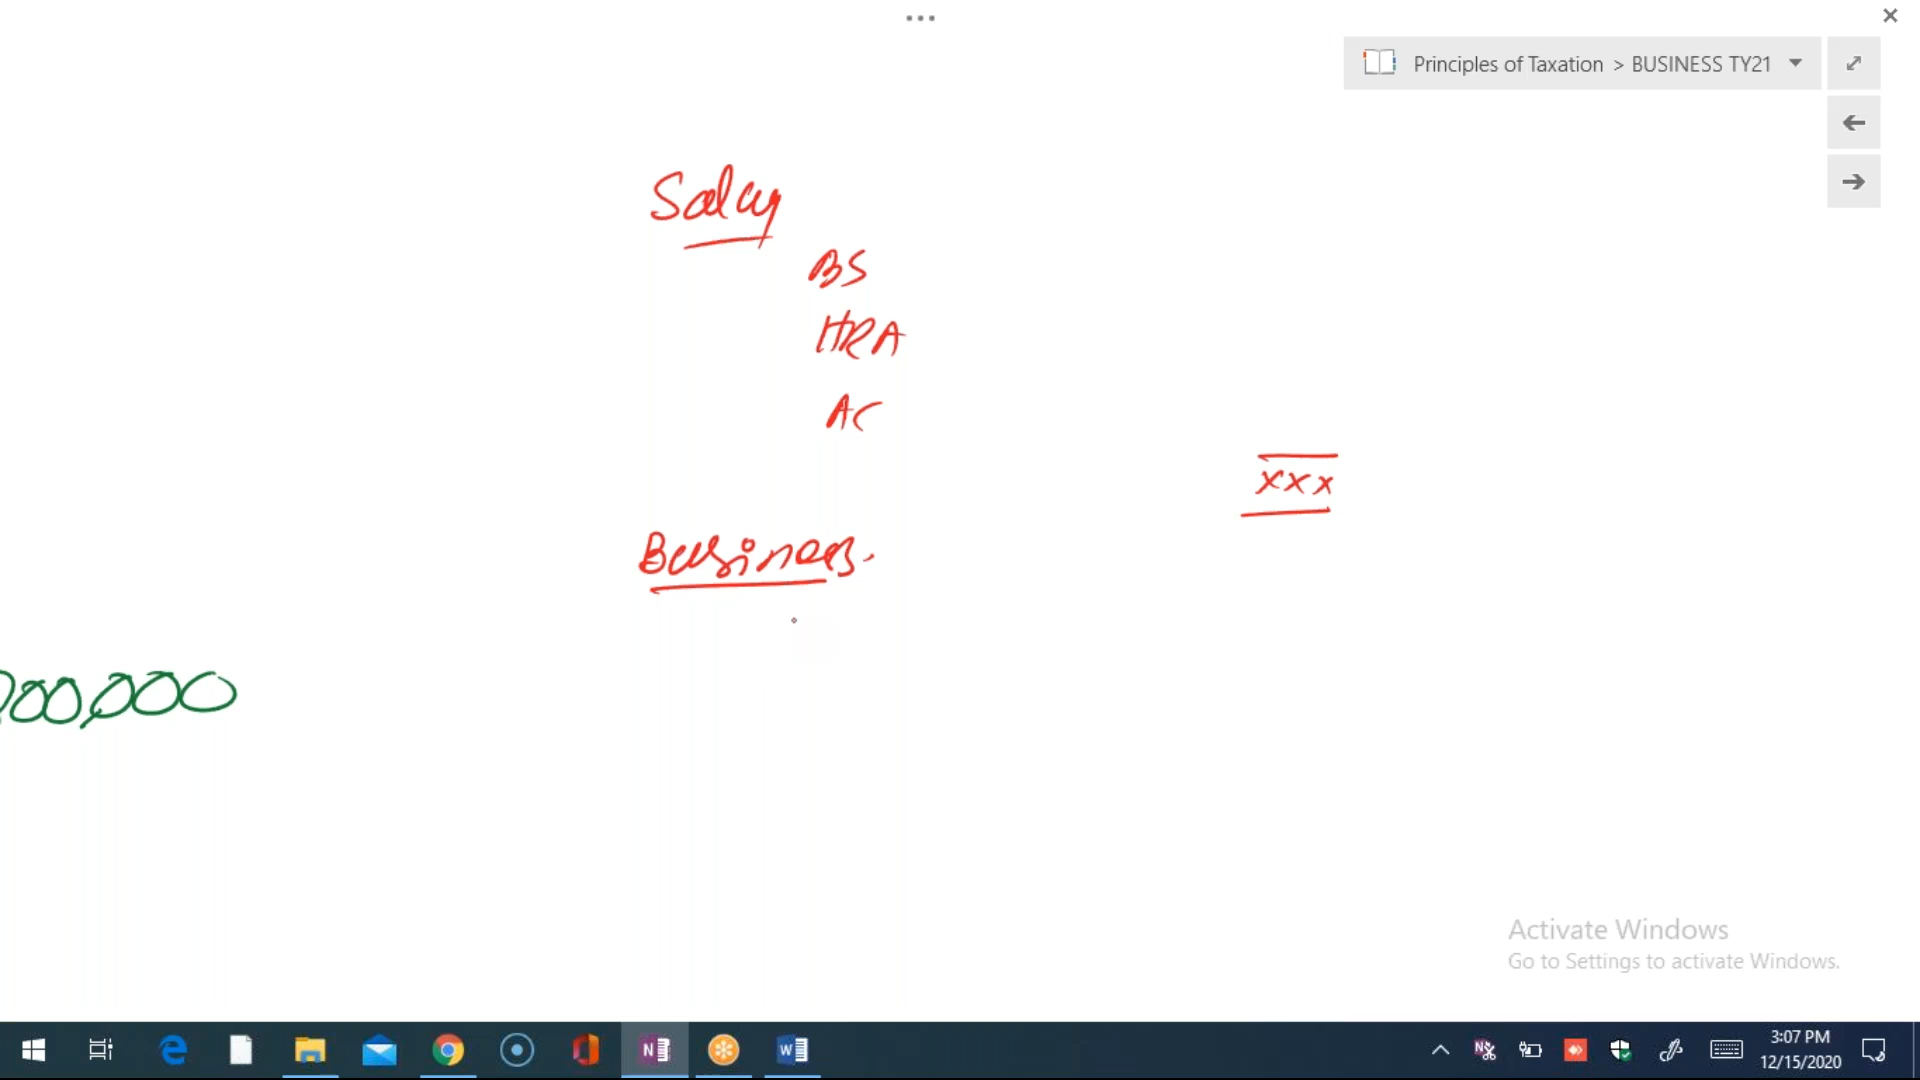 Principles of Taxation > BUSINESS TY21
Salary
BS
HRA
AC
xxx
Business.
00,000
Activate Windows
Go to Settings to activate Windows.
3:07 PM
12/15/2020